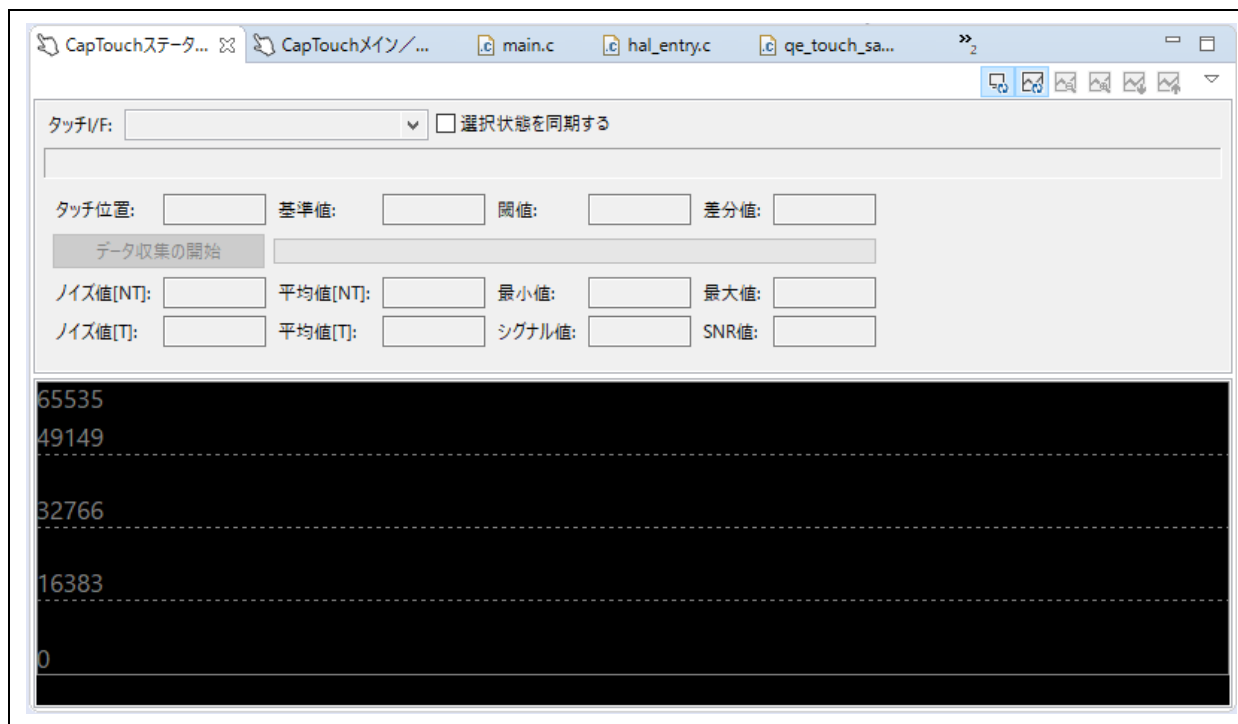 CapTouchステータ... CapTouchメイン／... main.c hal_entry.c qe_touch_sa... »2
タッチI/F: 選択状態を同期する
タッチ位置: 基準値: 閾値: 差分値:
データ収集の開始
ノイズ値[NT]: 平均値[NT]: 最小値: 最大値:
ノイズ値[T]: 平均値[T]: シグナル値: SNR値:
65535
49149
32766
16383
0